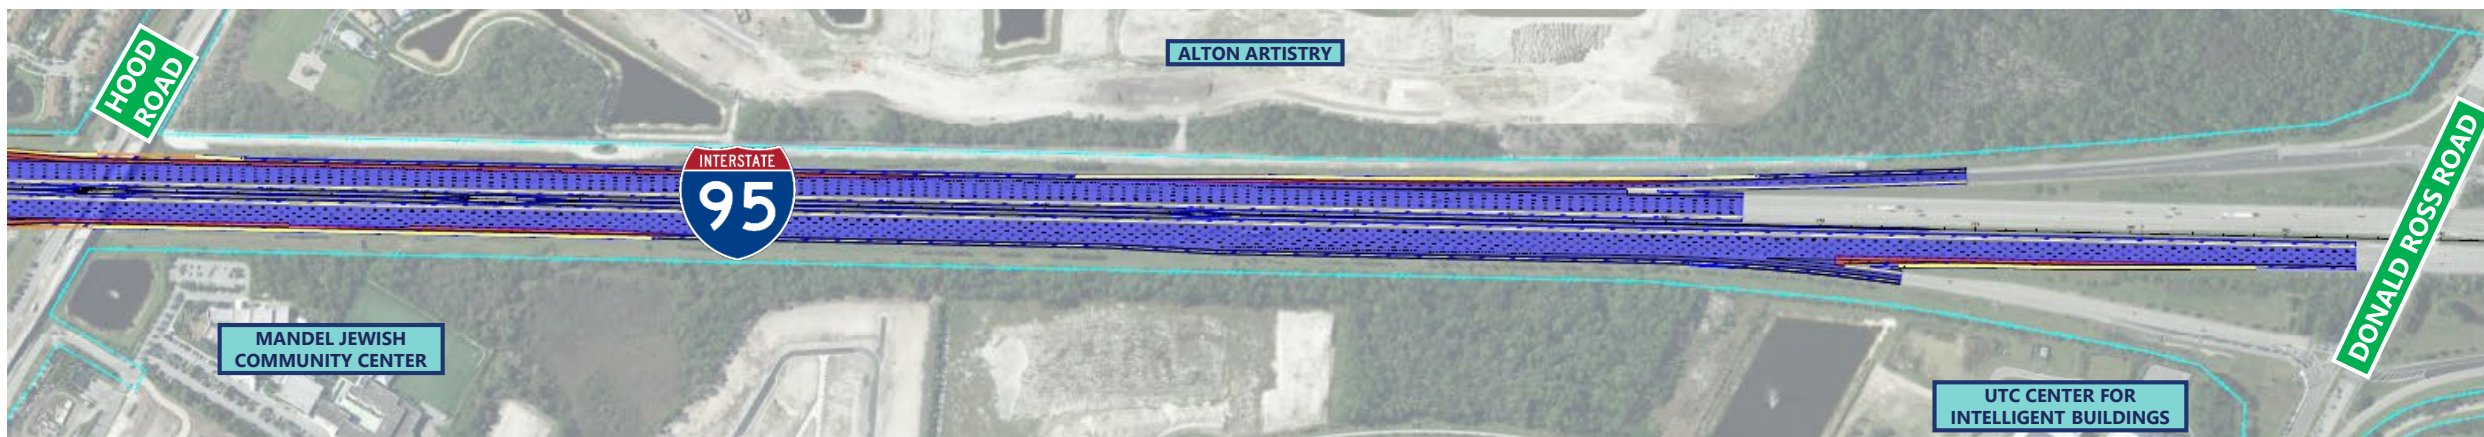 HOOD
ROAD
ALTON ARTISTRY
INTERSTATE
95
MANDEL JEWISH
COMMUNITY CENTER
DONALD ROSS ROAD
UTC CENTER FOR
INTELLIGENT BUILDINGS